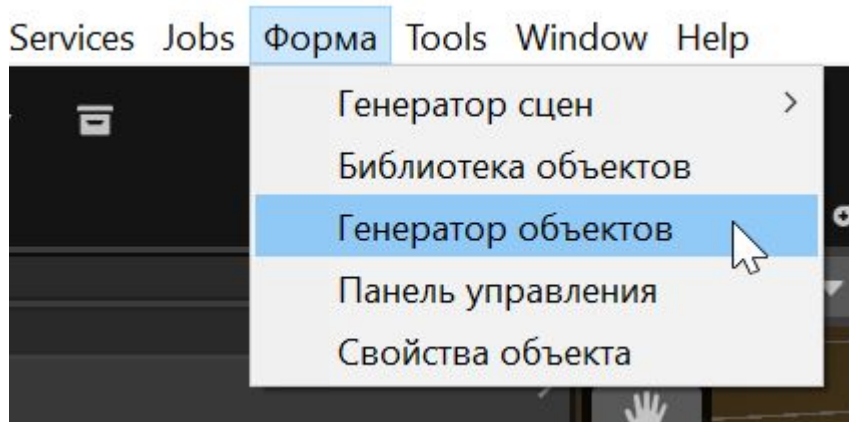 Services Jobs Форма Tools Window Help
Генератор сцен
Библиотека объектов
Генератор объектов
Панель управления
Свойства объекта